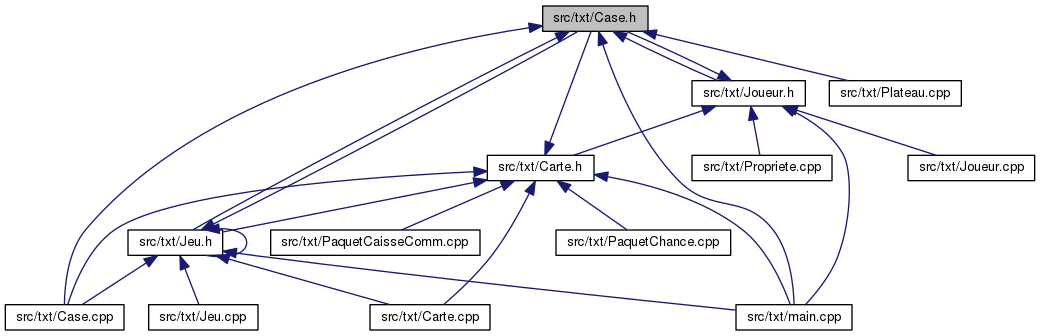 src/txt/Case.h
src/txt/Joueur.h
src/txt/Plateau.cpp
src/txt/Carte.h
src/txt/Propriete.cpp
src/txt/Joueur.cpp
src/txt/Jeu.h
src/txt/PaquetCaisseComm.cpp
src/txt/PaquetChance.cpp
src/txt/Case.cpp
src/txt/Jeu.cpp
src/txt/Carte.cpp
src/txt/main.cpp